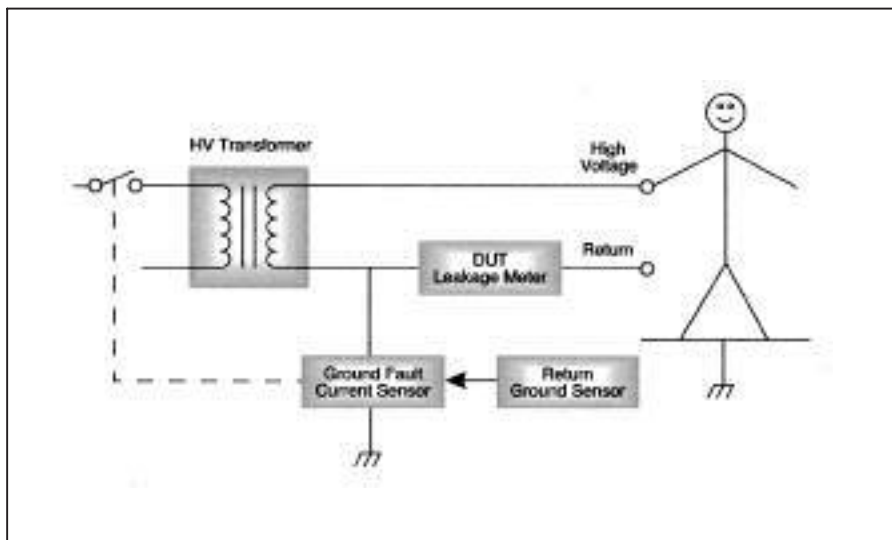 HV Transformer
High
Voltage
DUT
Leakage Meter
Return
Ground Fault
Current Sensor
Return
Ground Sensor